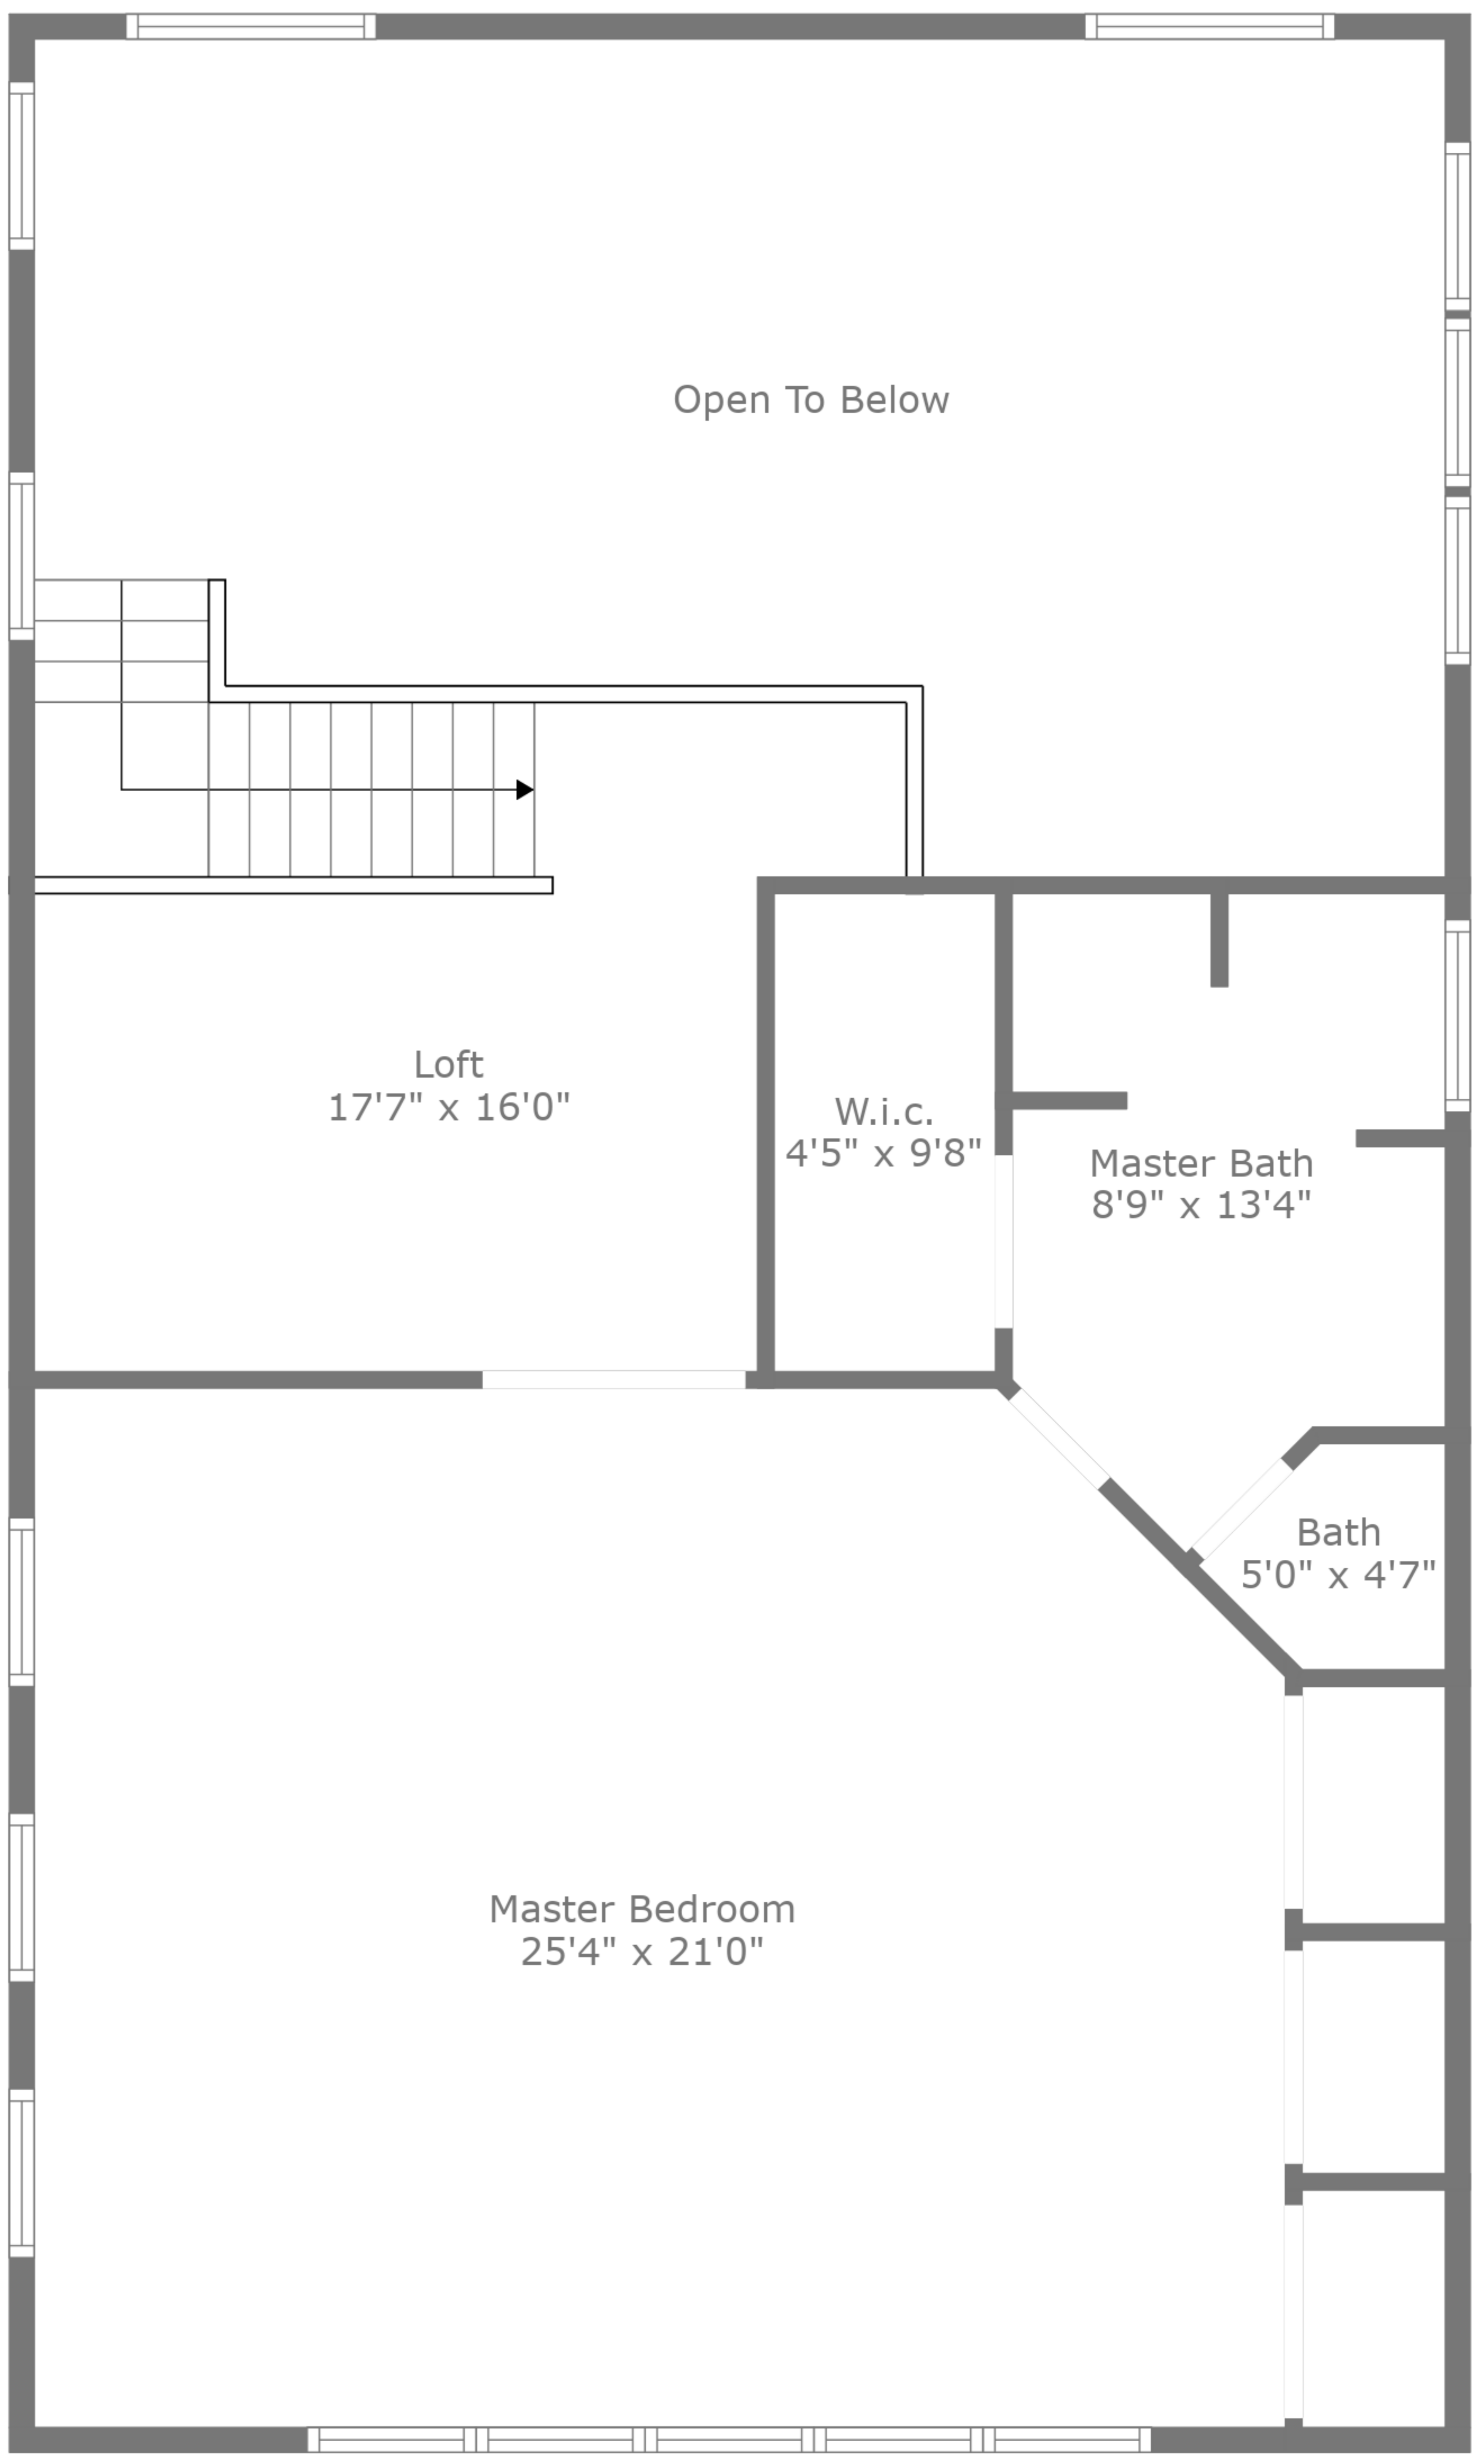 Open To Below
Loft
17'7" x 16'0"
W.i.c.
4'5" x 9'8"
Master Bath
8'9" x 13'4"
Bath
5'0" x 4'7"
Master Bedroom
25'4" x 21'0"